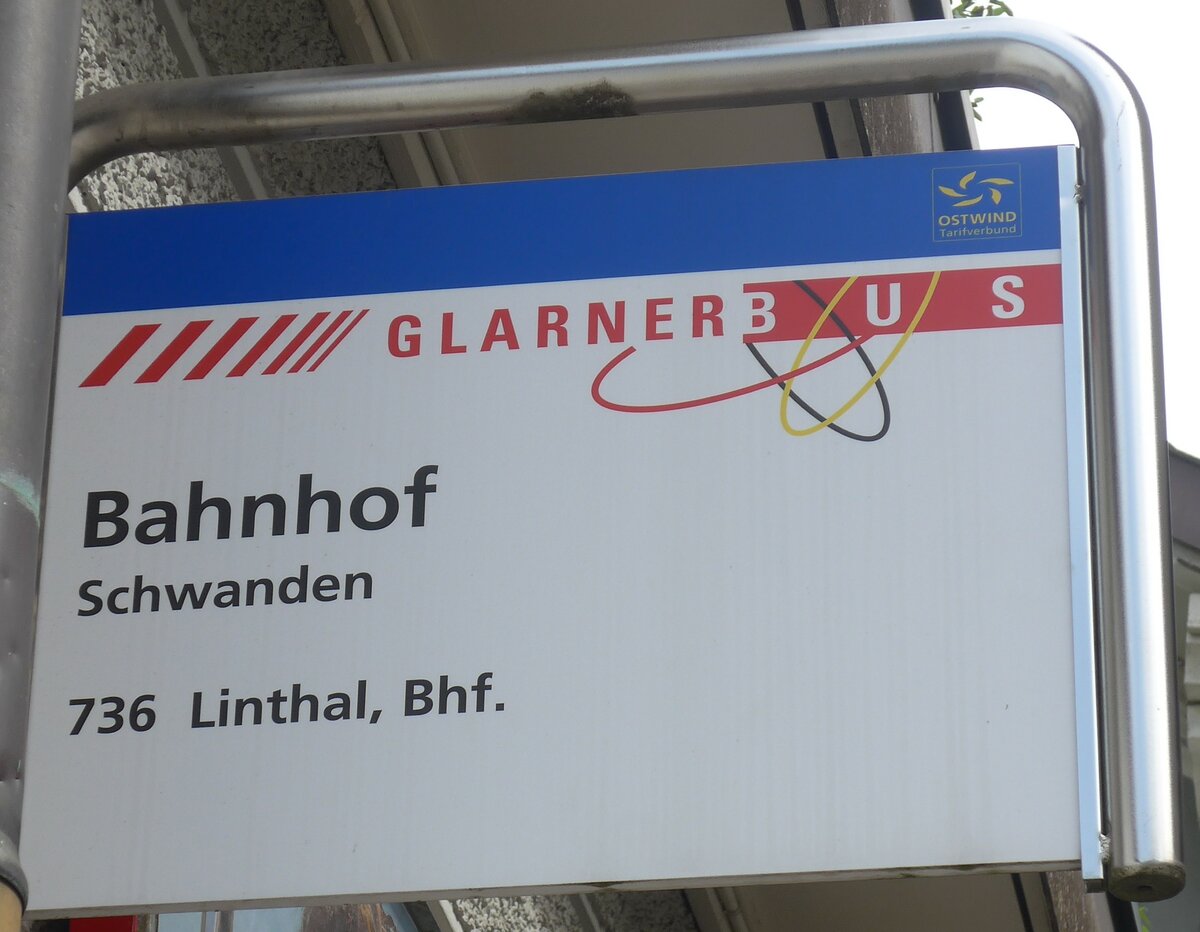 OSTWIND
Tarifverbund
GLARNERBUS
Bahnhof
Schwanden
736 Linthal, Bhf.